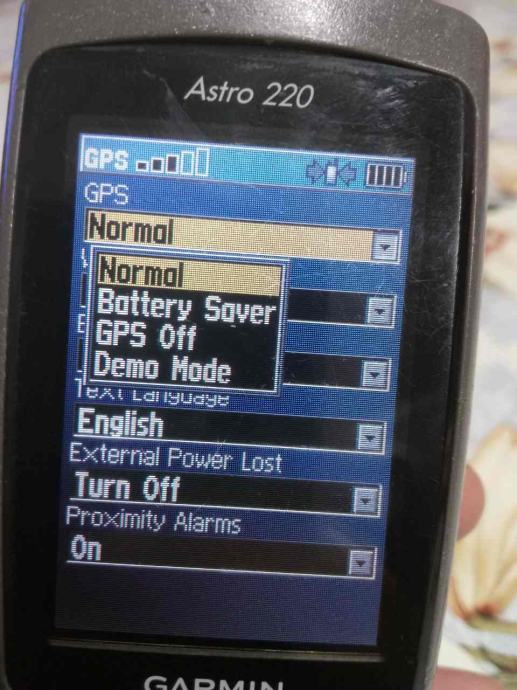 Astro 220
GPS
GPS
Normal
Normal
Battery Saver
GPS Off
Demo Mode
Text Language
English
External Power Lost
Turn Off
Proximity Alarms
On
GARMIN